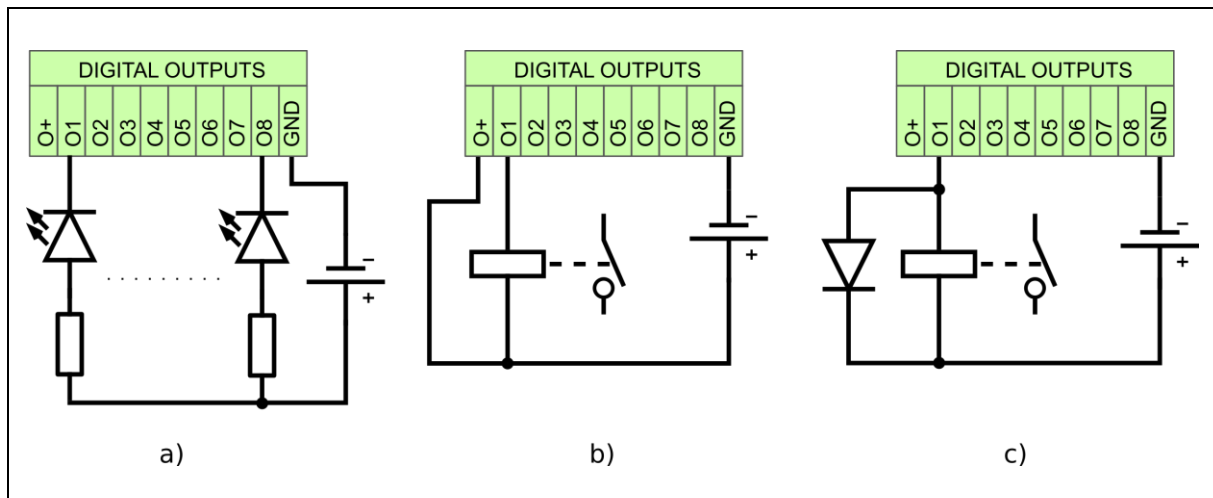 DIGITAL OUTPUTS
O+ O1 O2 O3 O4 O5 O6 O7 O8 GND
−
+
a)
DIGITAL OUTPUTS
O+ O1 O2 O3 O4 O5 O6 O7 O8 GND
−
+
b)
DIGITAL OUTPUTS
O+ O1 O2 O3 O4 O5 O6 O7 O8 GND
−
+
c)